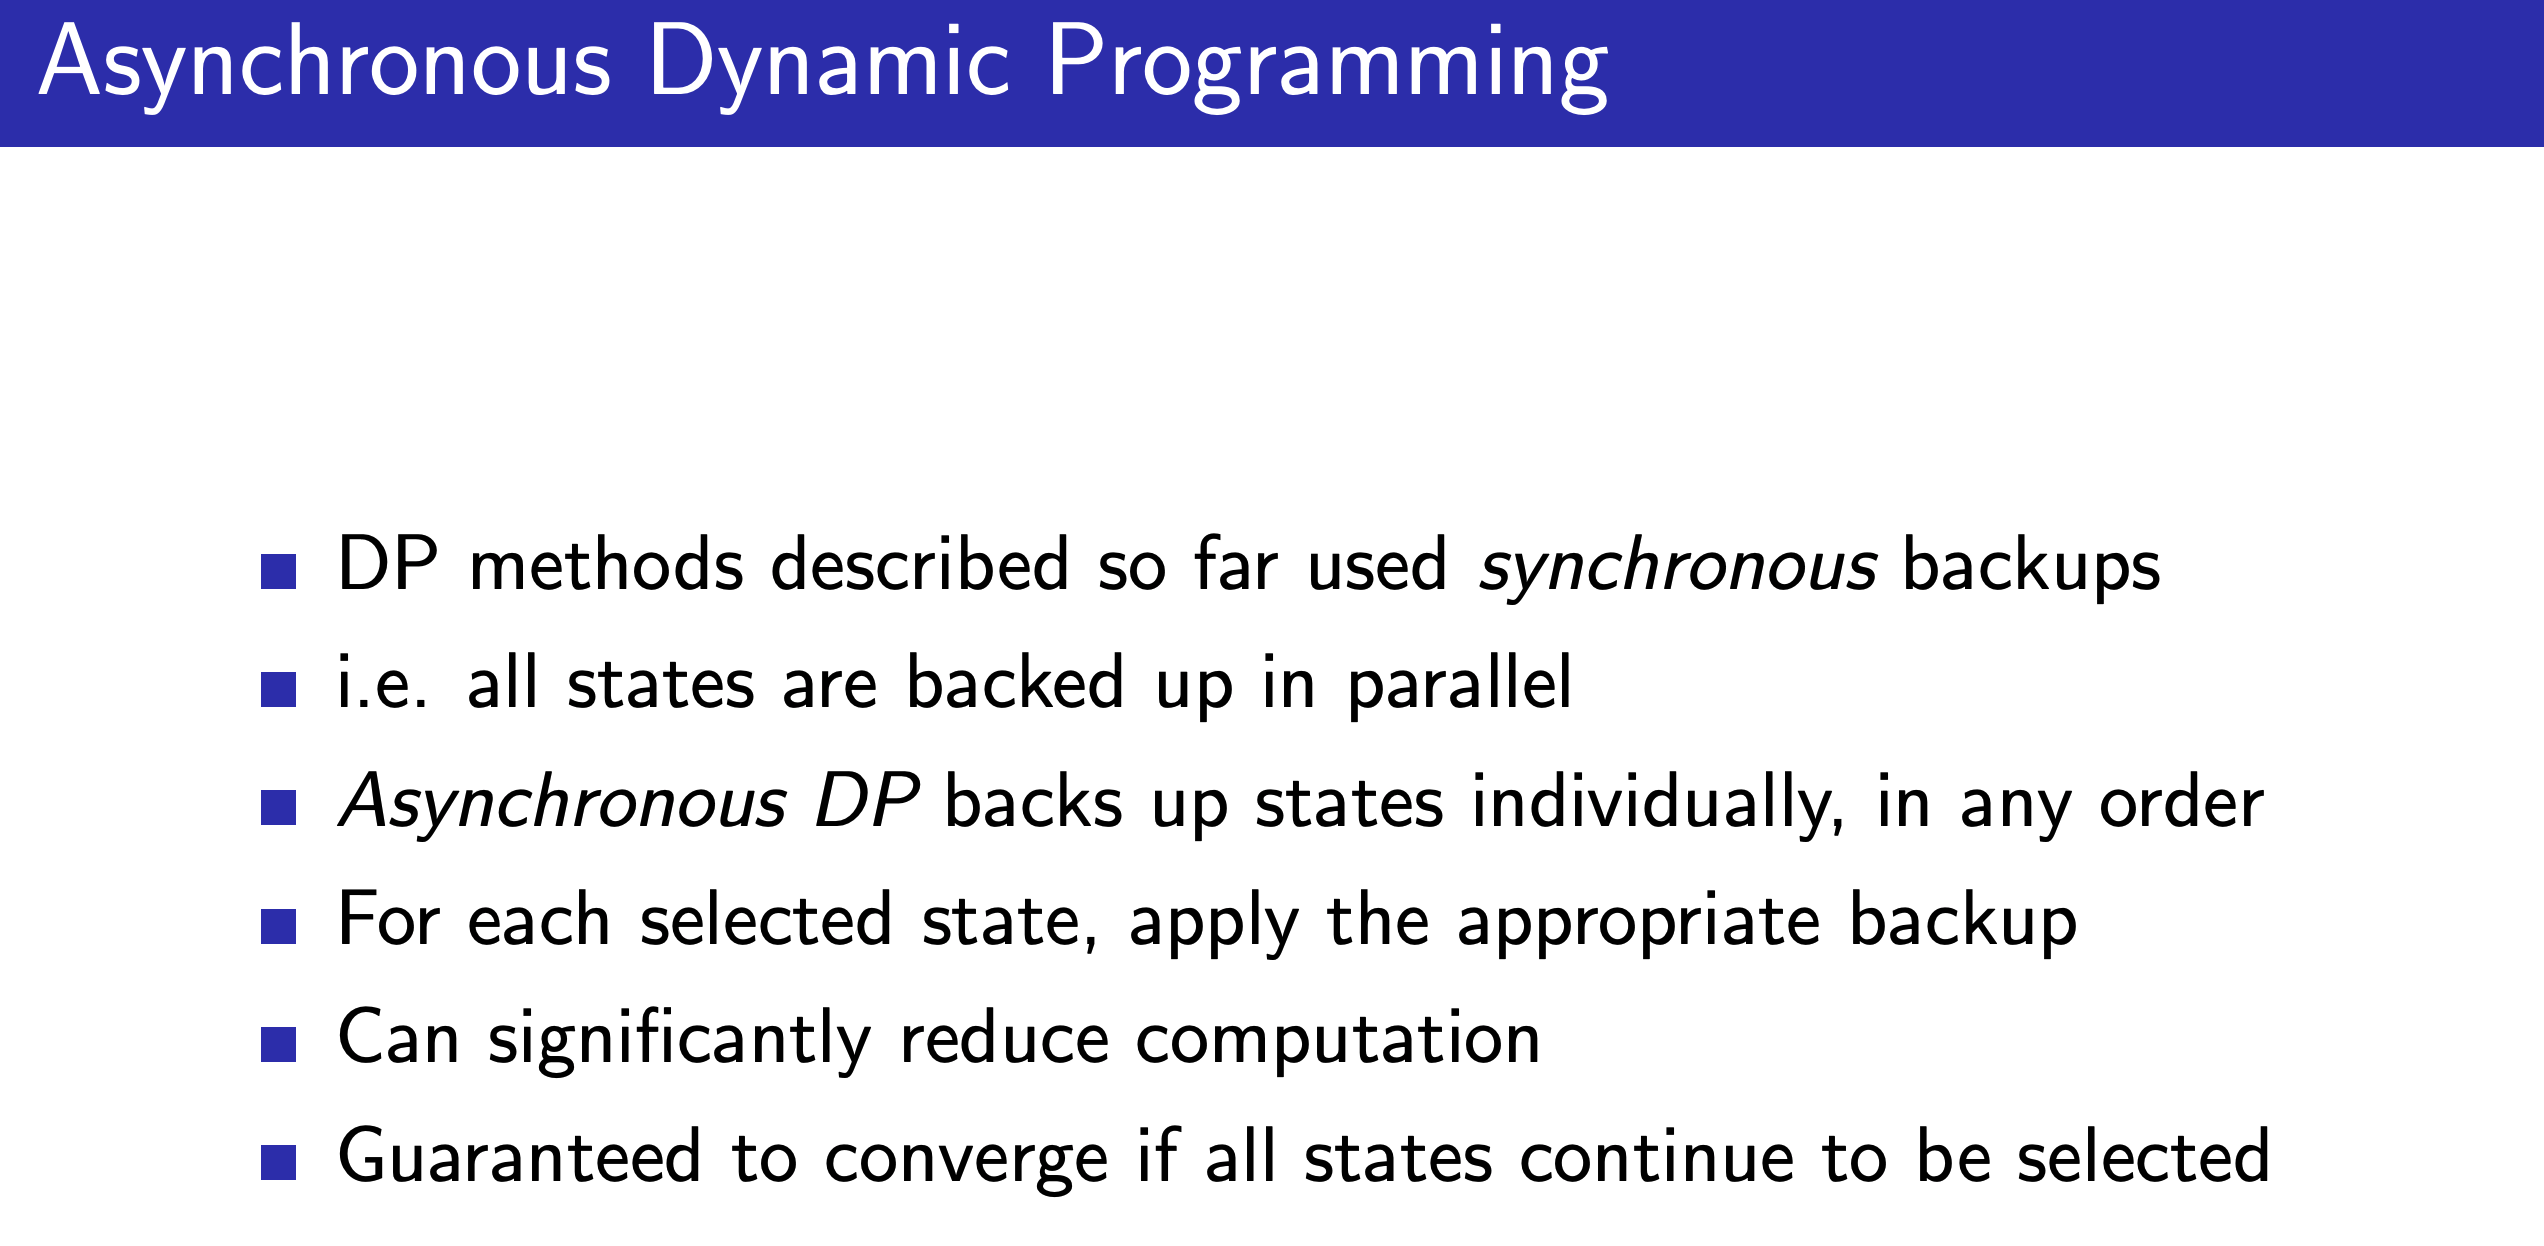 Asynchronous Dynamic Programming
DP methods described so far used synchronous backups
i.e. all states are backed up in parallel
Asynchronous DP backs up states individually, in any order
For each selected state, apply the appropriate backup
Can significantly reduce computation
Guaranteed to converge if all states continue to be selected